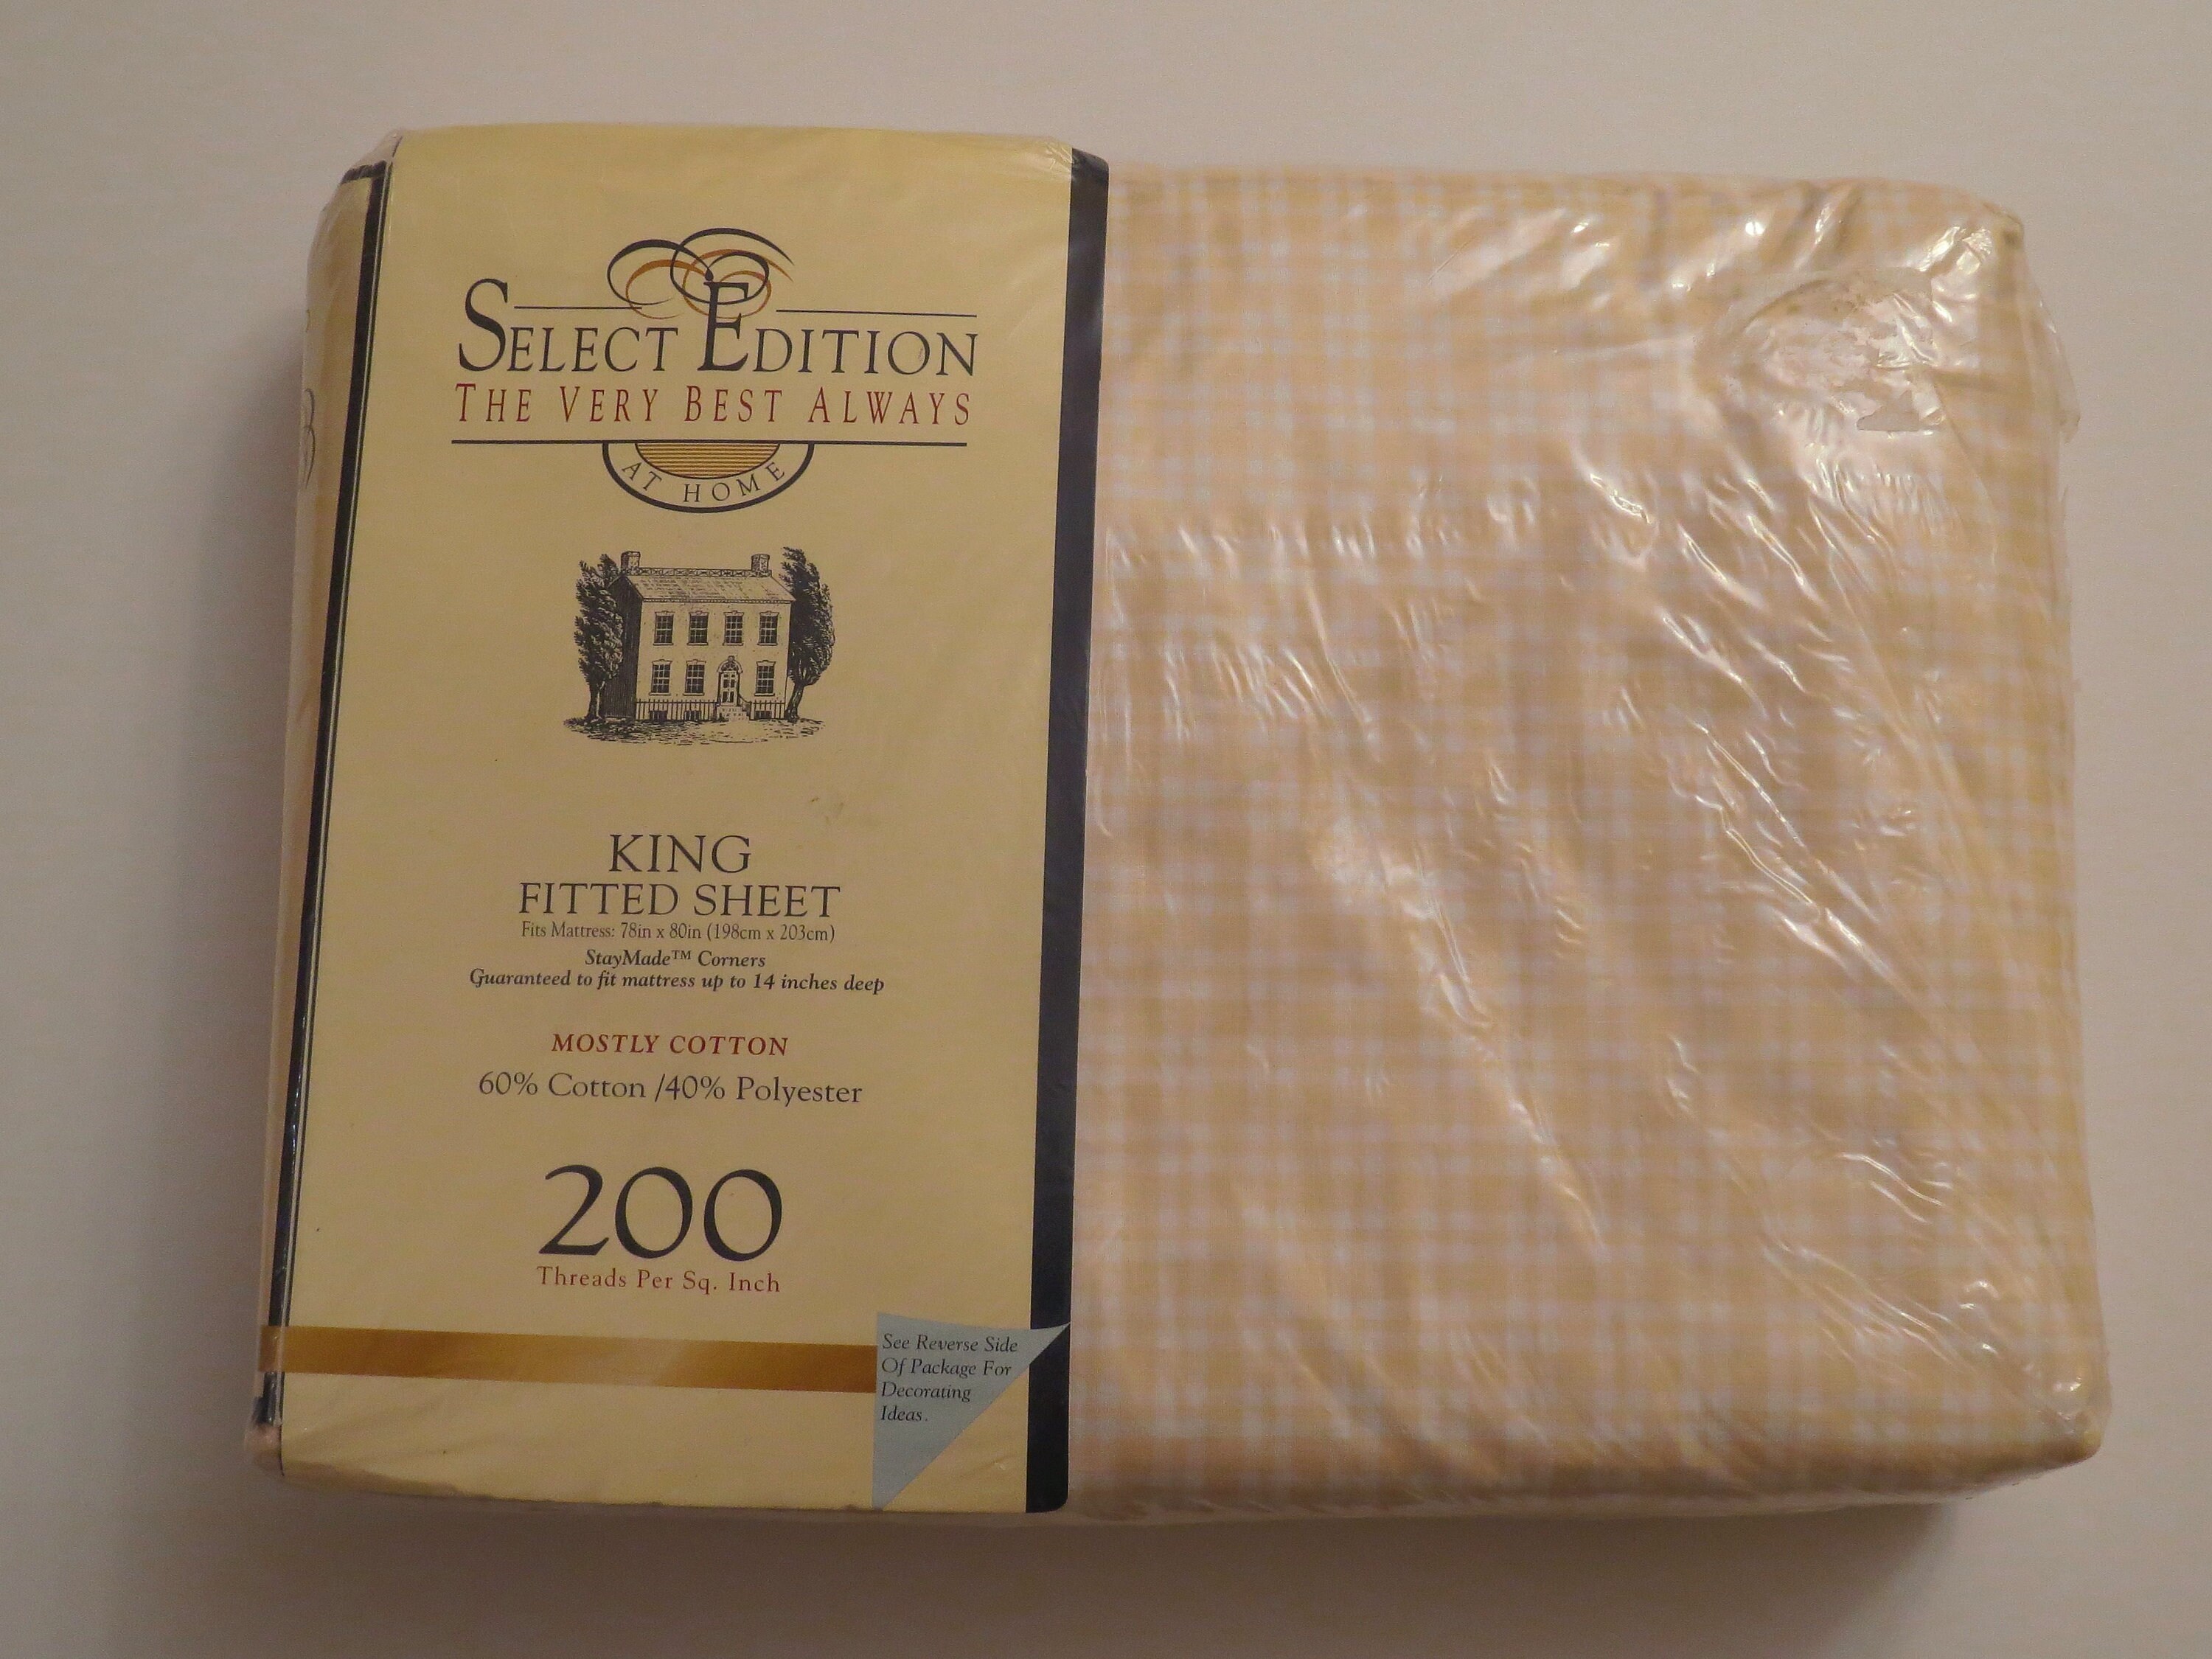 SELECT EDITION
THE VERY BEST ALWAYS
AT HOME
KING
FITTED SHEET
Fits Mattress: 78in x 80in (198cm x 203cm)
StayMade™ Corners
Guaranteed to fit mattress up to 14 inches deep
MOSTLY COTTON
60% Cotton /40% Polyester
200
Threads Per Sq. Inch
See Reverse Side
Of Package For
Decorating
Ideas.